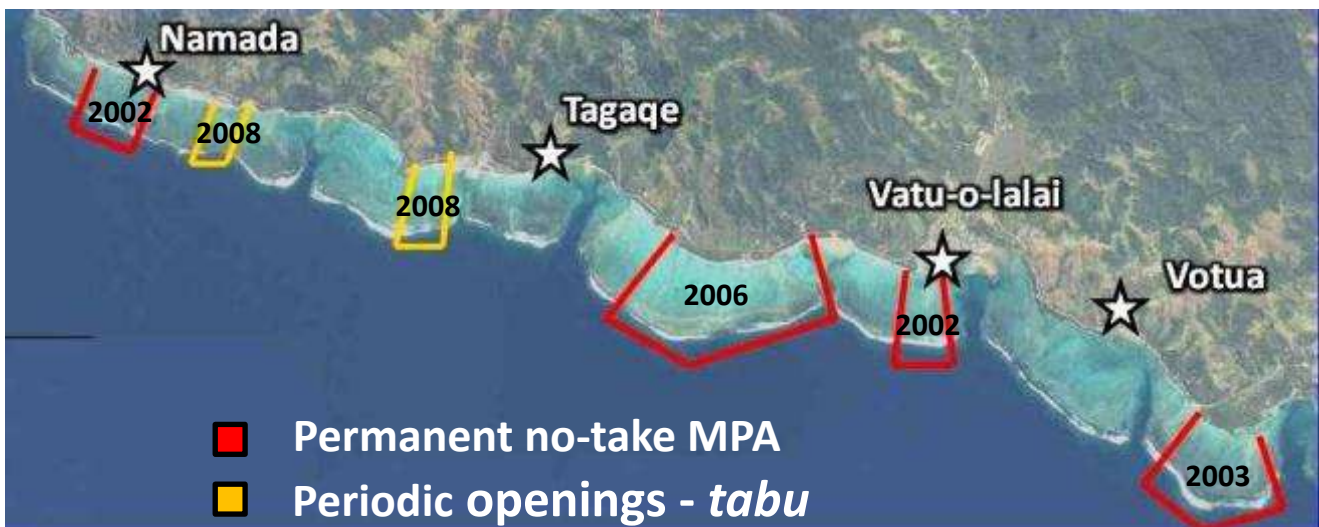 Namada
2002
2008
Tagaqe
2008
Vatu-o-lalai
2006
2002
Votua
2003
Permanent no-take MPA
Periodic openings - tabu